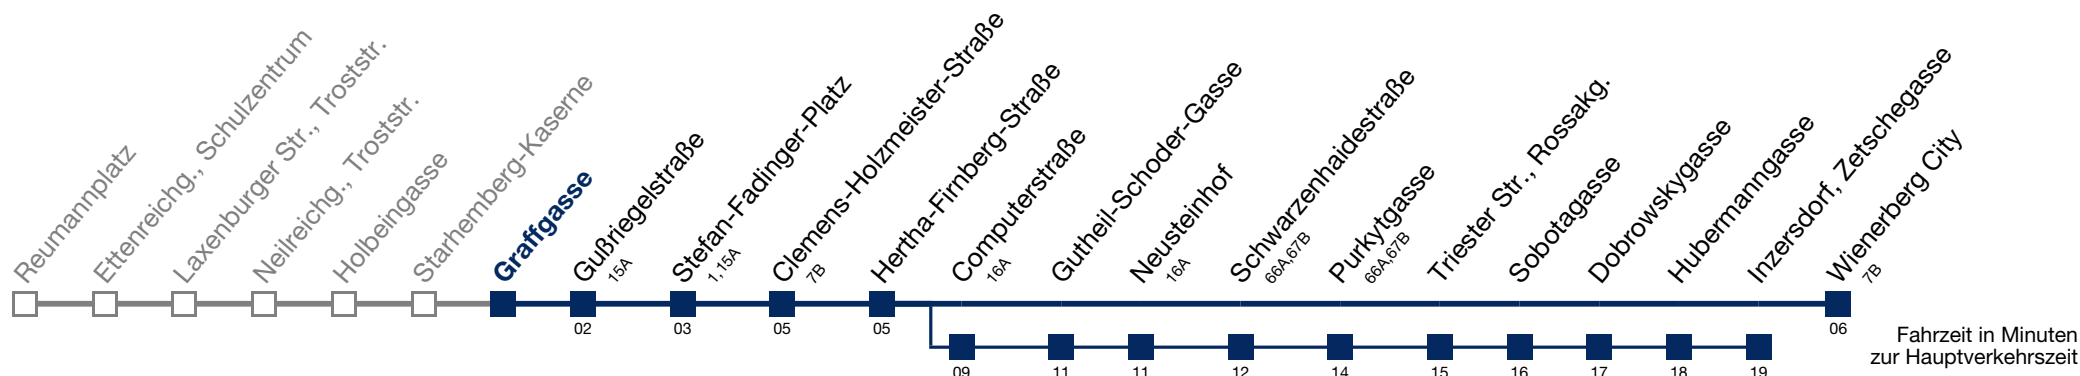 Reumannplatz
Ettenreichg., Schulzentrum
Laxenburger Str., Troststr.
Neilreichg., Troststr.
Holbeingasse
Starhemberg-Kaserne
Graffgasse
Gußriegelstraße
15A
Stefan-Fadinger-Platz
1,15A
Clemens-Holzmeister-Straße
7B
Hertha-Firnberg-Straße
Computerstraße
16A
Gutheil-Schoder-Gasse
Neusteinhof
16A
Schwarzenhaidestraße
66A,67B
Purkytgasse
66A,67B
Triester Str., Rossakg.
Sobotagasse
Dobrowskygasse
Hubermanngasse
Inzersdorf, Zetschegasse
Wienerberg City
7B
02 03 05 05 06
09 11 11 12 14 15 16 17 18 19
Fahrzeit in Minuten
zur Hauptverkehrszeit